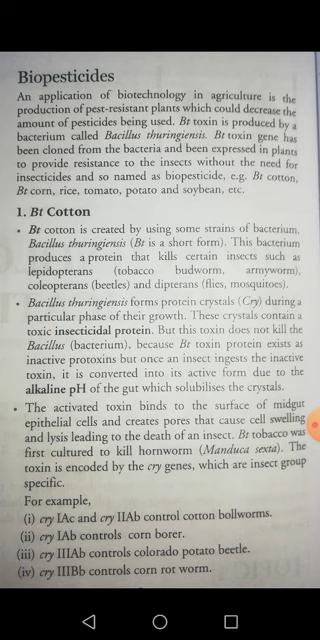 Biopesticides
An application of biotechnology in agriculture is the
production of pest-resistant plants which could decrease the
amount of pesticides being used. Bt toxin is produced by a
bacterium called Bacillus thuringiensis. Bt toxin gene has
been cloned from the bacteria and been expressed in plants
to provide resistance to the insects without the need for
insecticides and so named as biopesticide, e.g. Bt cotton,
Bt corn, rice, tomato, potato and soybean, etc.
1. Bt Cotton
• Bt cotton is created by using some strains of bacterium,
Bacillus thuringiensis (Bt is a short form). This bacterium
produces a protein that kills certain insects such as
lepidopterans (tobacco budworm, armyworm),
coleopterans (beetles) and dipterans (flies, mosquitoes).
• Bacillus thuringiensis forms protein crystals (Cry) during a
particular phase of their growth. These crystals contain a
toxic insecticidal protein. But this toxin does not kill the
Bacillus (bacterium), because Bt toxin protein exists as
inactive protoxins but once an insect ingests the inactive
toxin, it is converted into its active form due to the
alkaline pH of the gut which solubilises the crystals.
• The activated toxin binds to the surface of midgut
epithelial cells and creates pores that cause cell swelling
and lysis leading to the death of an insect. Bt tobacco was
first cultured to kill hornworm (Manduca sexta). The
toxin is encoded by the cry genes, which are insect group
specific.
For example,
(i) cry IAc and cry IIAb control cotton bollworms.
(ii) cry IAb controls corn borer.
(iii) cry IIIAb controls colorado potato beetle.
(iv) cry IIIBb controls corn rot worm.